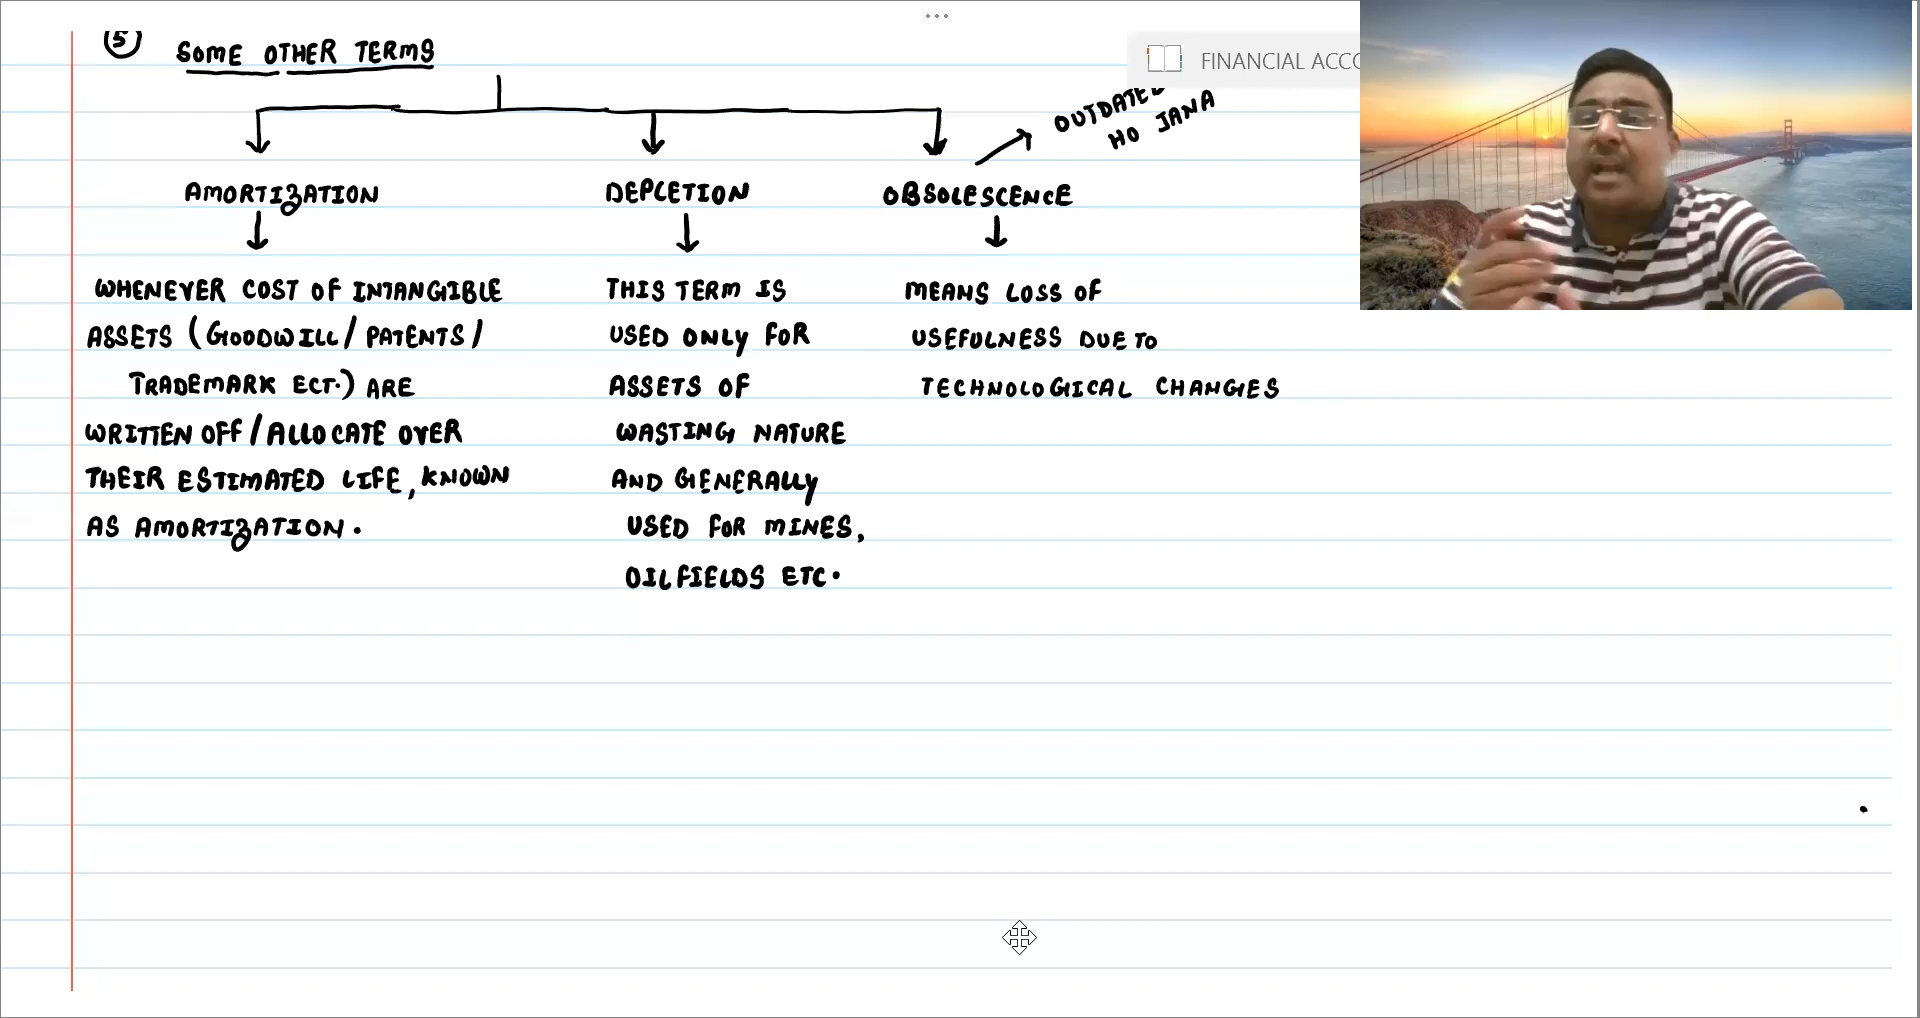 5 SOME OTHER TERMS
FINANCIAL ACCO
OUTDATED
HO JANA
AMORTIZATION
WHENEVER COST OF INTANGIBLE
ASSETS (GOODWILL/PATENTS/
TRADEMARK ECT.) ARE
WRITTEN OFF/ALLOCATE OVER
THEIR ESTIMATED LIFE, KNOWN
AS AMORTIZATION.
DEPLETION
THIS TERM IS
USED ONLY FOR
ASSETS OF
WASTING NATURE
AND GENERALLY
USED FOR MINES,
OILFIELDS ETC.
OBSOLESCENCE
MEANS LOSS OF
USEFULNESS DUE TO
TECHNOLOGICAL CHANGES